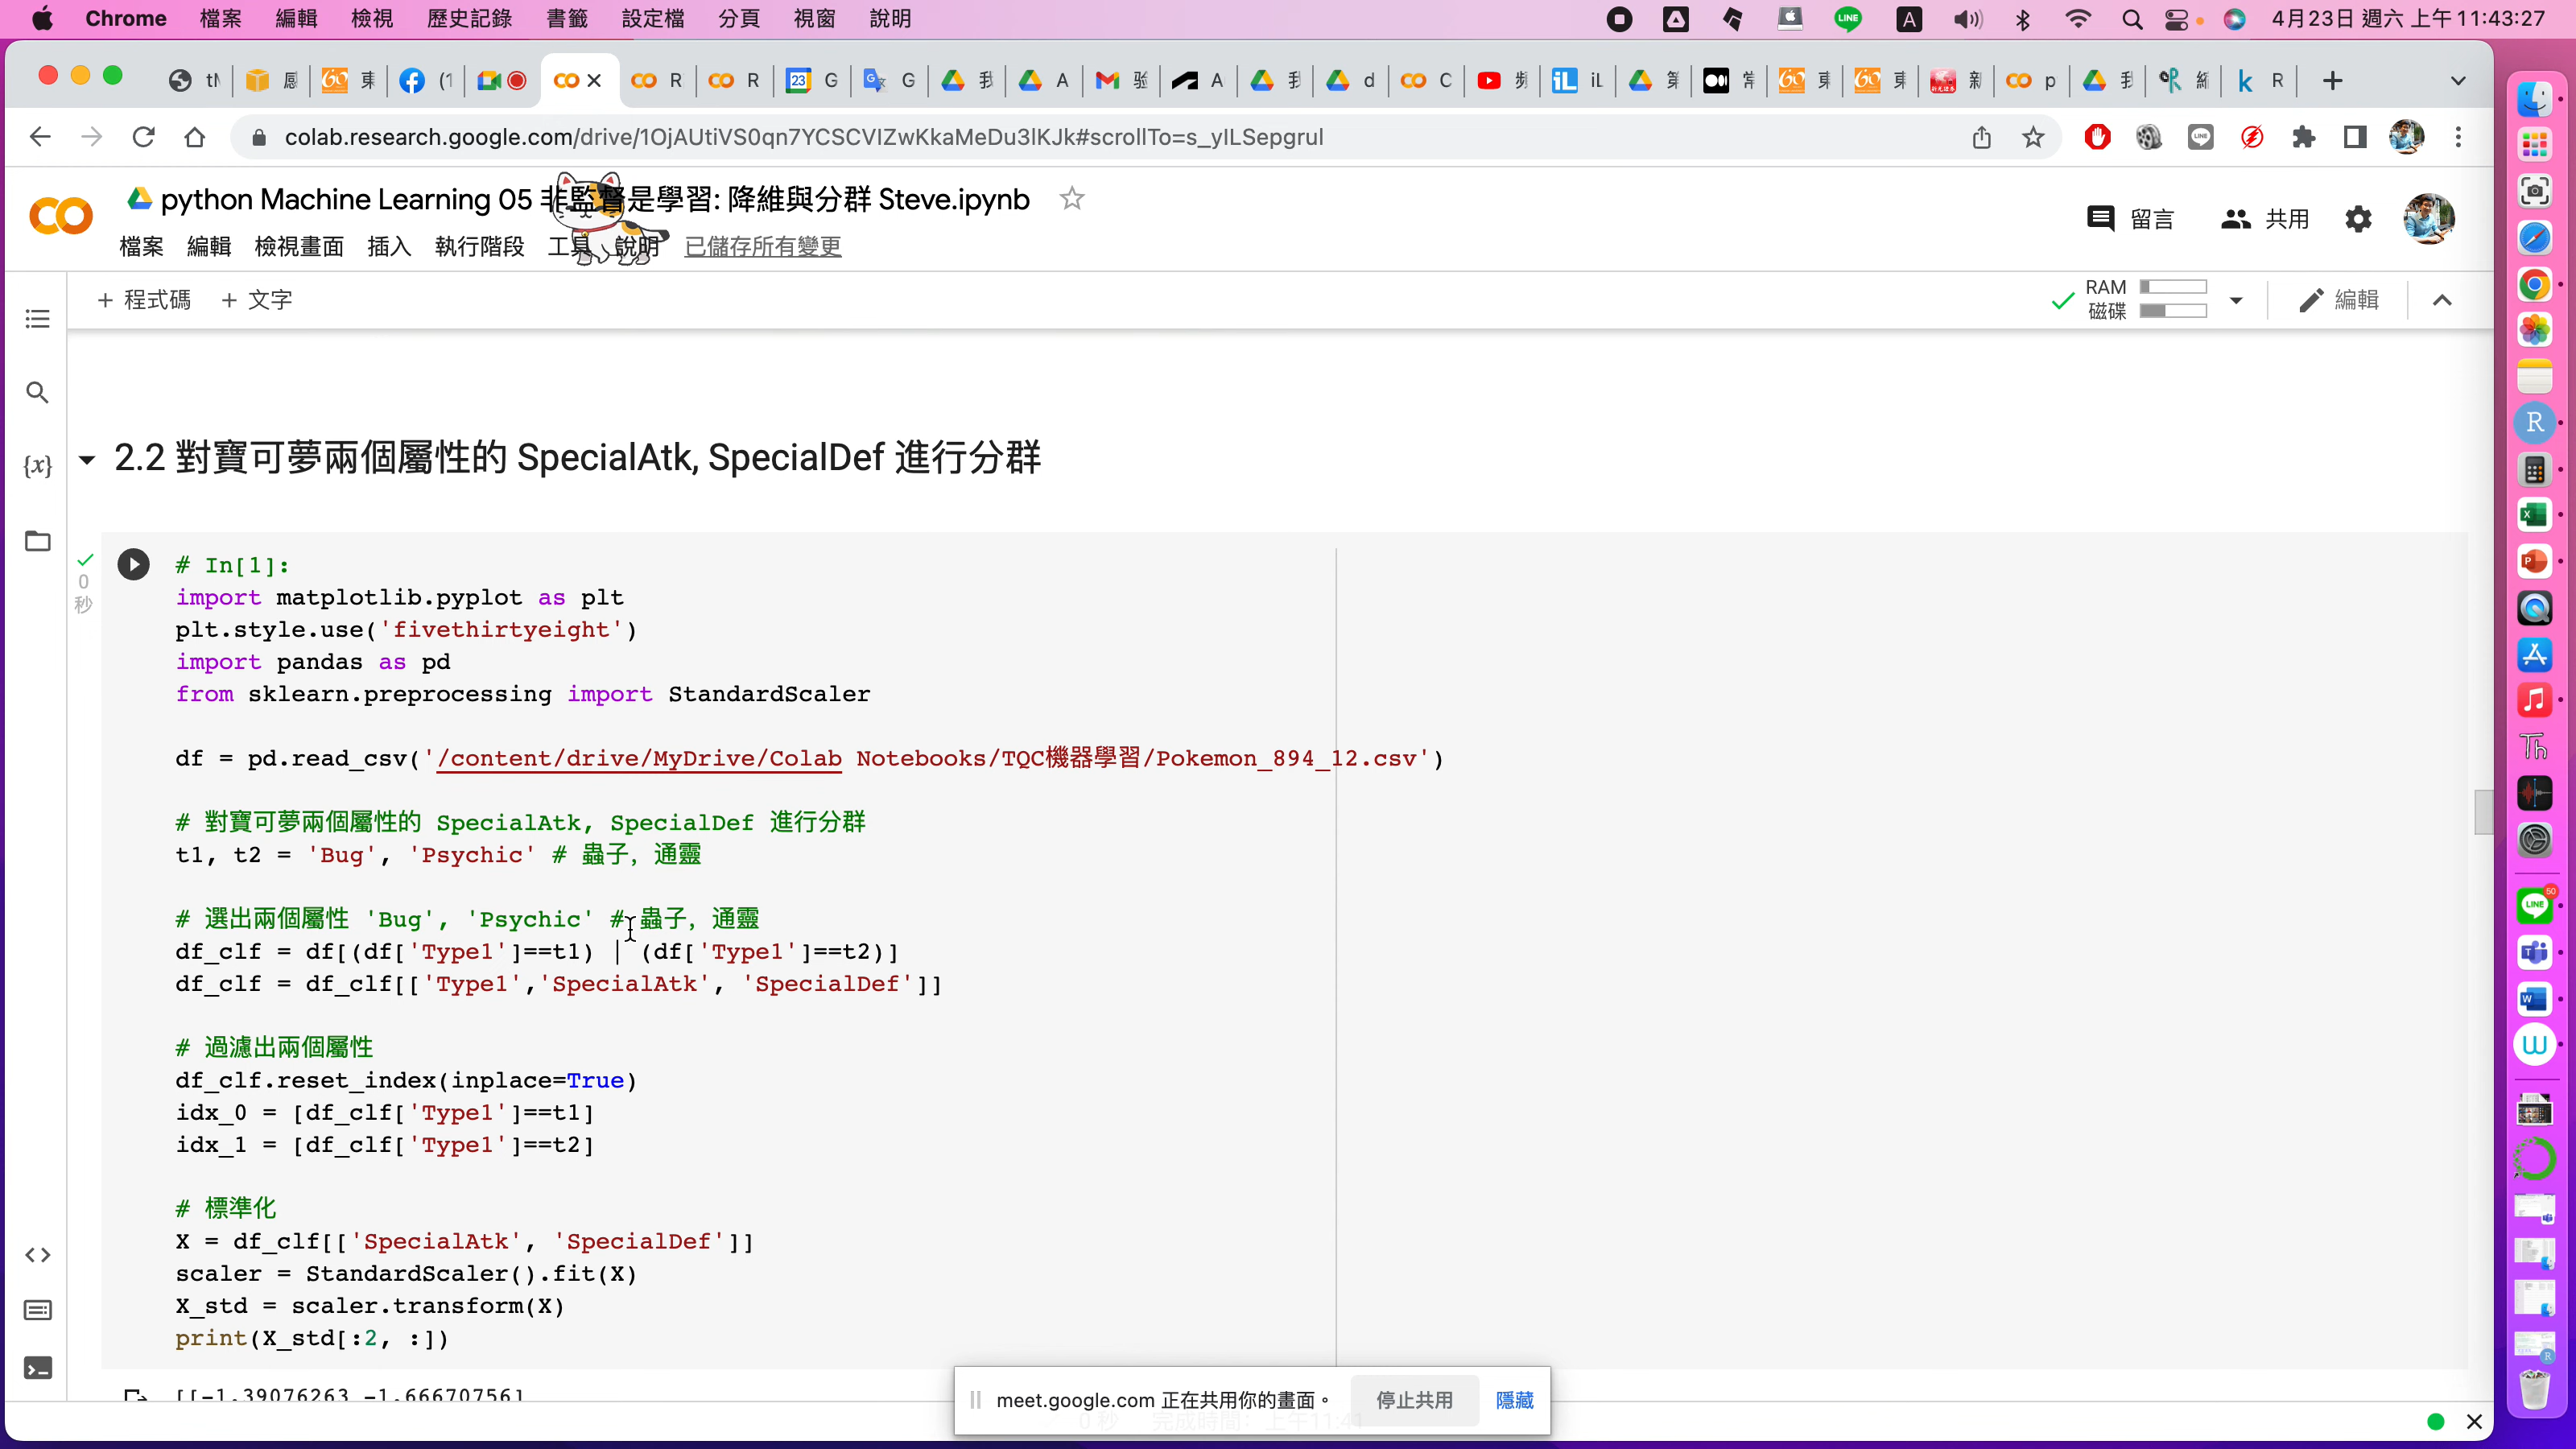 Chrome 檔案 編輯 檢視 歷史記錄 書籤 設定檔 分頁 視窗 說明
LINE A 4月23日 週六 上午11:43:27
colab.research.google.com/drive/1OjAUtiVS0qn7YCSCVIZwKkaMeDu3lKJk#scrollTo=s_yILSepgruI
python Machine Learning 05 非監督是學習: 降維與分群 Steve.ipynb
檔案 編輯 檢視畫面 插入 執行階段 工具 說明 已儲存所有變更
留言 共用
+ 程式碼 + 文字
RAM
磁碟
編輯
2.2 對寶可夢兩個屬性的 SpecialAtk, SpecialDef 進行分群
0
秒
# In[1]:
import matplotlib.pyplot as plt
plt.style.use('fivethirtyeight')
import pandas as pd
from sklearn.preprocessing import StandardScaler
df = pd.read_csv('/content/drive/MyDrive/Colab Notebooks/TQC機器學習/Pokemon_894_12.csv')
# 對寶可夢兩個屬性的 SpecialAtk, SpecialDef 進行分群
t1, t2 = 'Bug', 'Psychic' # 蟲子, 通靈
# 選出兩個屬性 'Bug', 'Psychic' # 蟲子, 通靈
df_clf = df[(df['Type1']==t1) | (df['Type1']==t2)]
df_clf = df_clf[['Type1','SpecialAtk', 'SpecialDef']]
# 過濾出兩個屬性
df_clf.reset_index(inplace=True)
idx_0 = [df_clf['Type1']==t1]
idx_1 = [df_clf['Type1']==t2]
# 標準化
X = df_clf[['SpecialAtk', 'SpecialDef']]
scaler = StandardScaler().fit(X)
X_std = scaler.transform(X)
print(X_std[:2, :])
[[-1.39076263 -1.66670756]
meet.google.com 正在共用你的畫面。 停止共用 隱藏